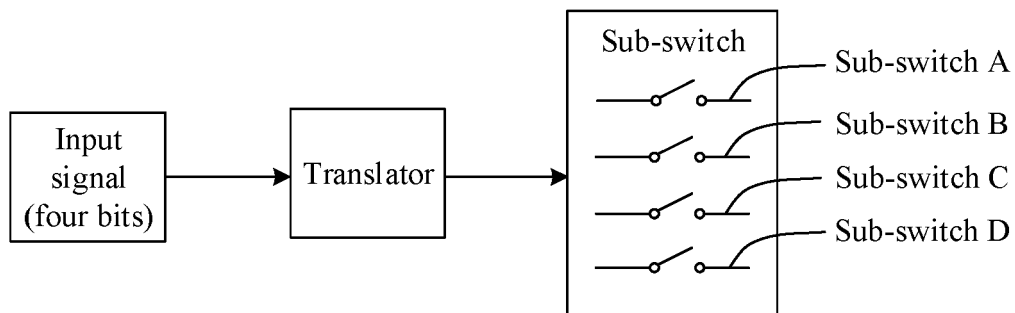 Input
signal
(four bits)
Translator
Sub-switch
Sub-switch A
Sub-switch B
Sub-switch C
Sub-switch D